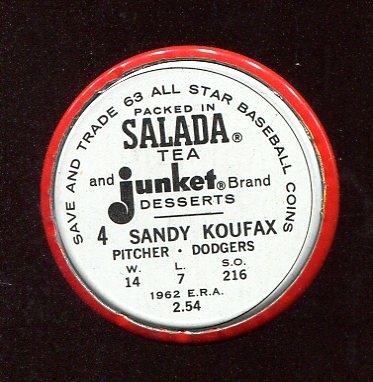 SAVE AND TRADE 63 ALL STAR BASEBALL COINS
PACKED IN
SALADA®
TEA
and junket® Brand
DESSERTS
4 SANDY KOUFAX
PITCHER · DODGERS
W. L. S.O.
14 7 216
1962 E.R.A.
2.54